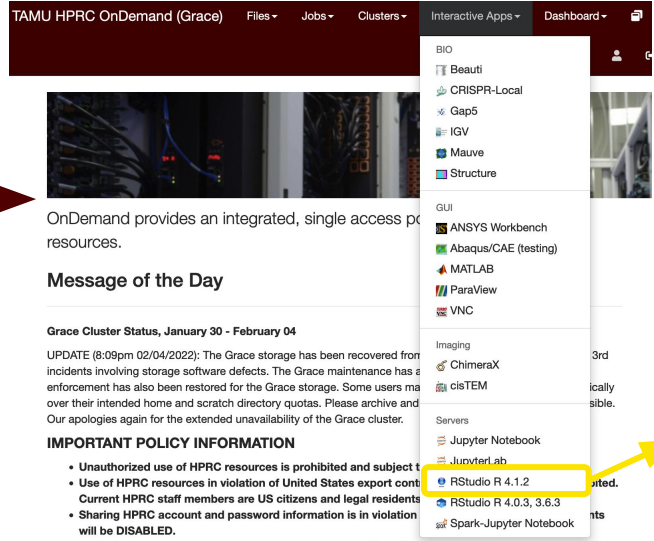 TAMU HPRC OnDemand (Grace) Files Jobs Clusters Interactive Apps Dashboard
BIO
Beauti
CRISPR-Local
Gap5
IGV
Mauve
Structure
GUI
ANSYS Workbench
Abaqus/CAE (testing)
MATLAB
ParaView
VNC
Imaging
ChimeraX
cisTEM
Servers
Jupyter Notebook
JupyterLab
RStudio R 4.1.2
RStudio R 4.0.3, 3.6.3
Spark-Jupyter Notebook
OnDemand provides an integrated, single access
resources.
Message of the Day
Grace Cluster Status, January 30 - February 04
UPDATE (8:09pm 02/04/2022): The Grace storage has been recovered from 3rd
incidents involving storage software defects. The Grace maintenance has
enforcement has also been restored for the Grace storage. Some users
over their intended home and scratch directory quotas. Please archive and
Our apologies again for the extended unavailability of the Grace cluster.
IMPORTANT POLICY INFORMATION
• Unauthorized use of HPRC resources is prohibited and subject
• Use of HPRC resources in violation of United States export
Current HPRC staff members are US citizens and legal residents
• Sharing HPRC account and password information is in violation
will be DISABLED.